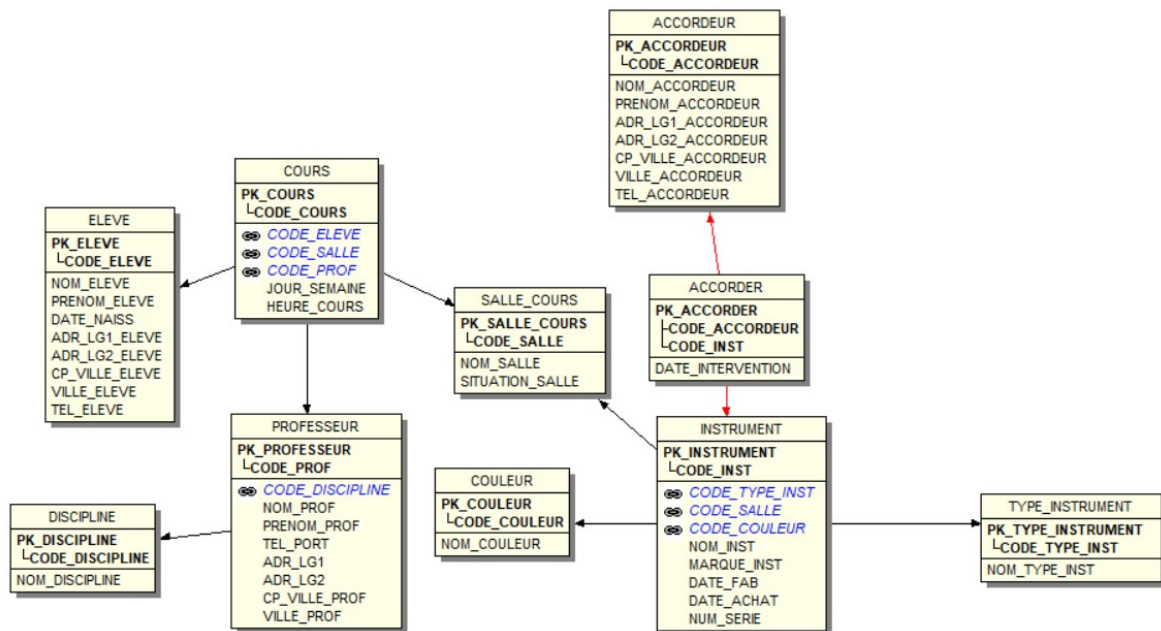 ACCORDEUR
PK_ACCORDEUR
CODE_ACCORDEUR
NOM_ACCORDEUR
PRENOM_ACCORDEUR
ADR_LG1_ACCORDEUR
ADR_LG2_ACCORDEUR
CP_VILLE_ACCORDEUR
VILLE_ACCORDEUR
TEL_ACCORDEUR
COURS
PK_COURS
CODE_COURS
CODE_ELEVE
CODE_SALLE
CODE_PROF
JOUR_SEMAINE
HEURE_COURS
ELEVE
PK_ELEVE
CODE_ELEVE
NOM_ELEVE
PRENOM_ELEVE
DATE_NAISS
ADR_LG1_ELEVE
ADR_LG2_ELEVE
CP_VILLE_ELEVE
VILLE_ELEVE
TEL_ELEVE
SALLE_COURS
PK_SALLE_COURS
CODE_SALLE
NOM_SALLE
SITUATION_SALLE
ACCORDER
PK_ACCORDER
CODE_ACCORDEUR
CODE_INST
DATE_INTERVENTION
PROFESSEUR
PK_PROFESSEUR
CODE_PROF
CODE_DISCIPLINE
NOM_PROF
PRENOM_PROF
TEL_PORT
ADR_LG1
ADR_LG2
CP_VILLE_PROF
VILLE_PROF
INSTRUMENT
PK_INSTRUMENT
CODE_INST
CODE_TYPE_INST
CODE_SALLE
CODE_COULEUR
NOM_INST
MARQUE_INST
DATE_FAB
DATE_ACHAT
NUM_SERIE
COULEUR
PK_COULEUR
CODE_COULEUR
NOM_COULEUR
DISCIPLINE
PK_DISCIPLINE
CODE_DISCIPLINE
NOM_DISCIPLINE
TYPE_INSTRUMENT
PK_TYPE_INSTRUMENT
CODE_TYPE_INST
NOM_TYPE_INST